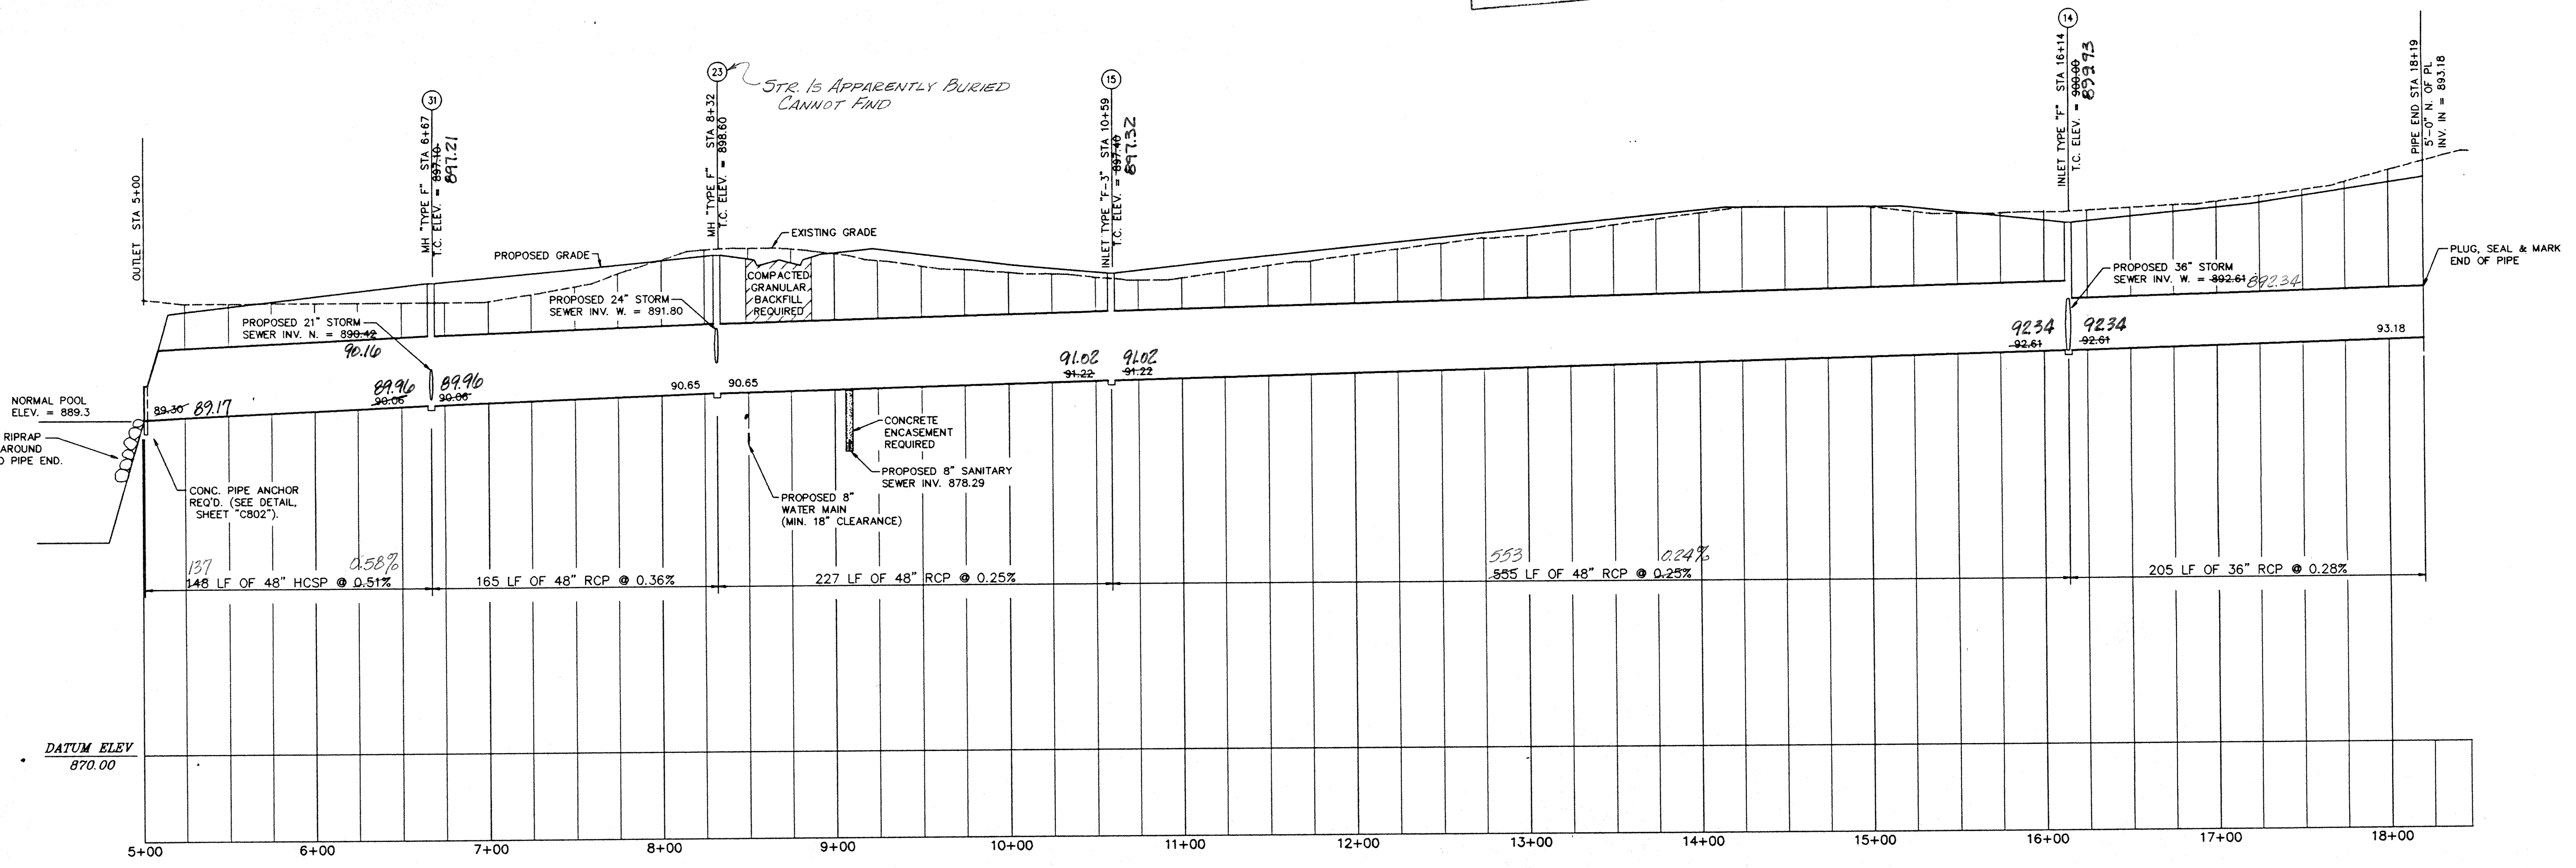 OUTLET STA 5+00
31
MH "TYPE F" STA 6+67
T.C. ELEV. = 897.10
897.21
23
STR. IS APPARENTLY BURIED
CANNOT FIND
MH "TYPE F" STA 8+32
T.C. ELEV. = 898.60
15
INLET TYPE "F-3" STA 10+59
T.C. ELEV. = 897.40
897.32
14
INLET TYPE "F" STA 16+14
T.C. ELEV. = 900.00
899.93
PIPE END STA 18+19
5'-0" N. OF PL
INV. IN = 893.18
PROPOSED GRADE
EXISTING GRADE
COMPACTED
GRANULAR
BACKFILL
REQUIRED
PROPOSED 24" STORM
SEWER INV. W. = 891.80
PROPOSED 21" STORM
SEWER INV. N. = 890.42
90.16
PROPOSED 36" STORM
SEWER INV. W. = 892.61 892.34
PLUG, SEAL & MARK
END OF PIPE
92.34 92.34
92.61 92.61
93.18
91.02 91.02
91.22 91.22
89.96 89.96
90.06 90.06
90.65 90.65
NORMAL POOL
ELEV. = 889.3
89.30 89.17
RIPRAP
AROUND
PIPE END.
CONC. PIPE ANCHOR
REQ'D. (SEE DETAIL,
SHEET "C802").
CONCRETE
ENCASEMENT
REQUIRED
PROPOSED 8" SANITARY
SEWER INV. 878.29
PROPOSED 8"
WATER MAIN
(MIN. 18" CLEARANCE)
137 0.58%
148 LF OF 48" HCSP @ 0.51%
165 LF OF 48" RCP @ 0.36%
227 LF OF 48" RCP @ 0.25%
553 0.24%
555 LF OF 48" RCP @ 0.25%
205 LF OF 36" RCP @ 0.28%
DATUM ELEV
870.00
5+00 6+00 7+00 8+00 9+00 10+00 11+00 12+00 13+00 14+00 15+00 16+00 17+00 18+00